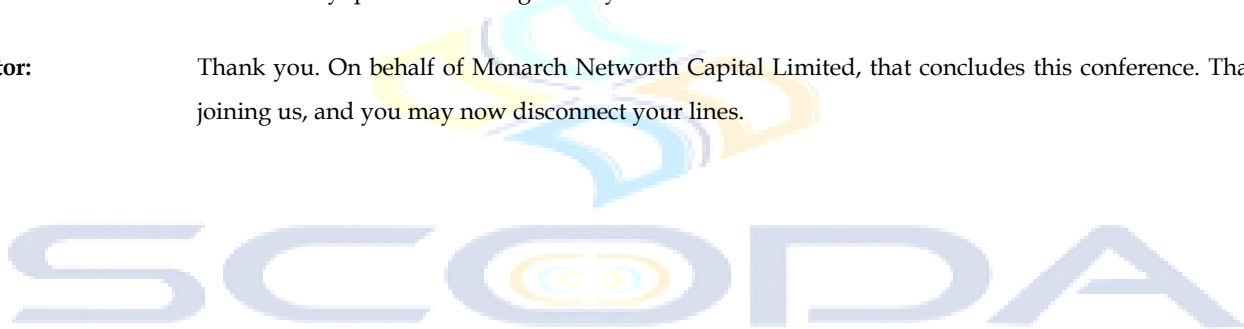 tor: Thank you. On behalf of Monarch Networth Capital Limited, that concludes this conference. Tha
joining us, and you may now disconnect your lines.
SCODA